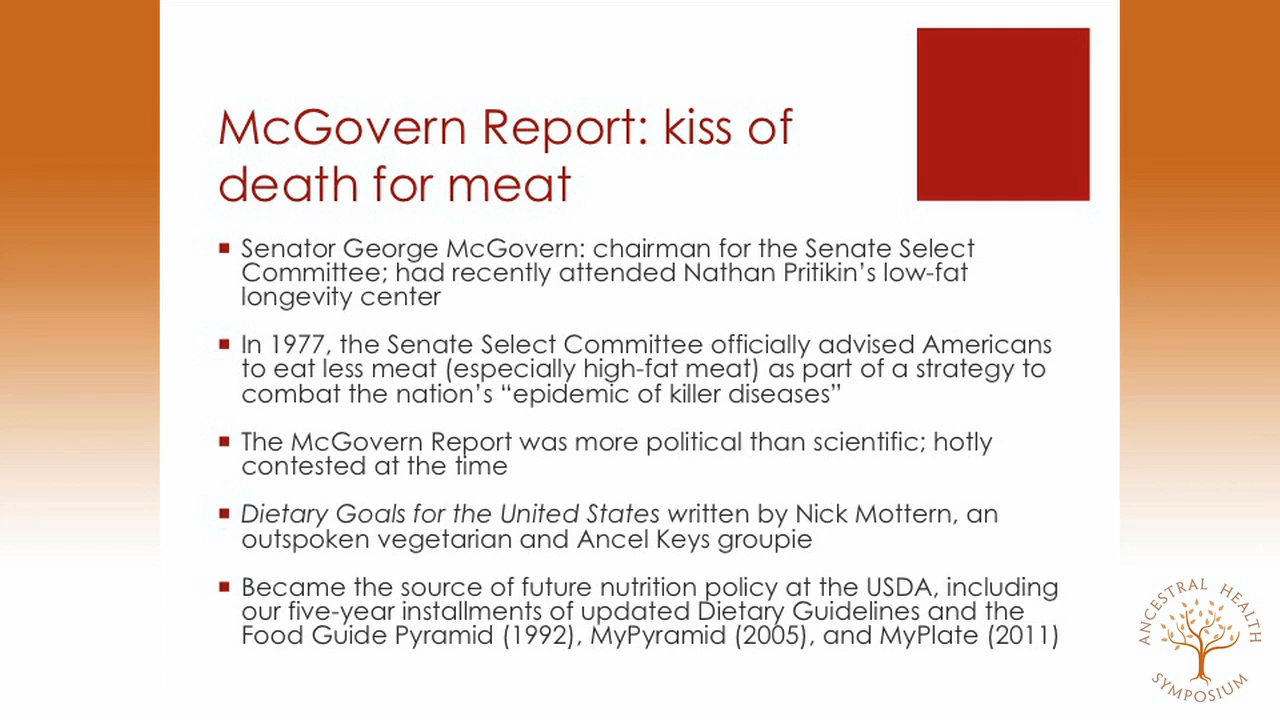 McGovern Report: kiss of
death for meat
▪ Senator George McGovern: chairman for the Senate Select
Committee; had recently attended Nathan Pritikin’s low-fat
longevity center
▪ In 1977, the Senate Select Committee officially advised Americans
to eat less meat (especially high-fat meat) as part of a strategy to
combat the nation’s “epidemic of killer diseases”
▪ The McGovern Report was more political than scientific; hotly
contested at the time
▪ Dietary Goals for the United States written by Nick Mottern, an
outspoken vegetarian and Ancel Keys groupie
▪ Became the source of future nutrition policy at the USDA, including
our five-year installments of updated Dietary Guidelines and the
Food Guide Pyramid (1992), MyPyramid (2005), and MyPlate (2011)
ANCESTRAL HEALTH
SYMPOSIUM